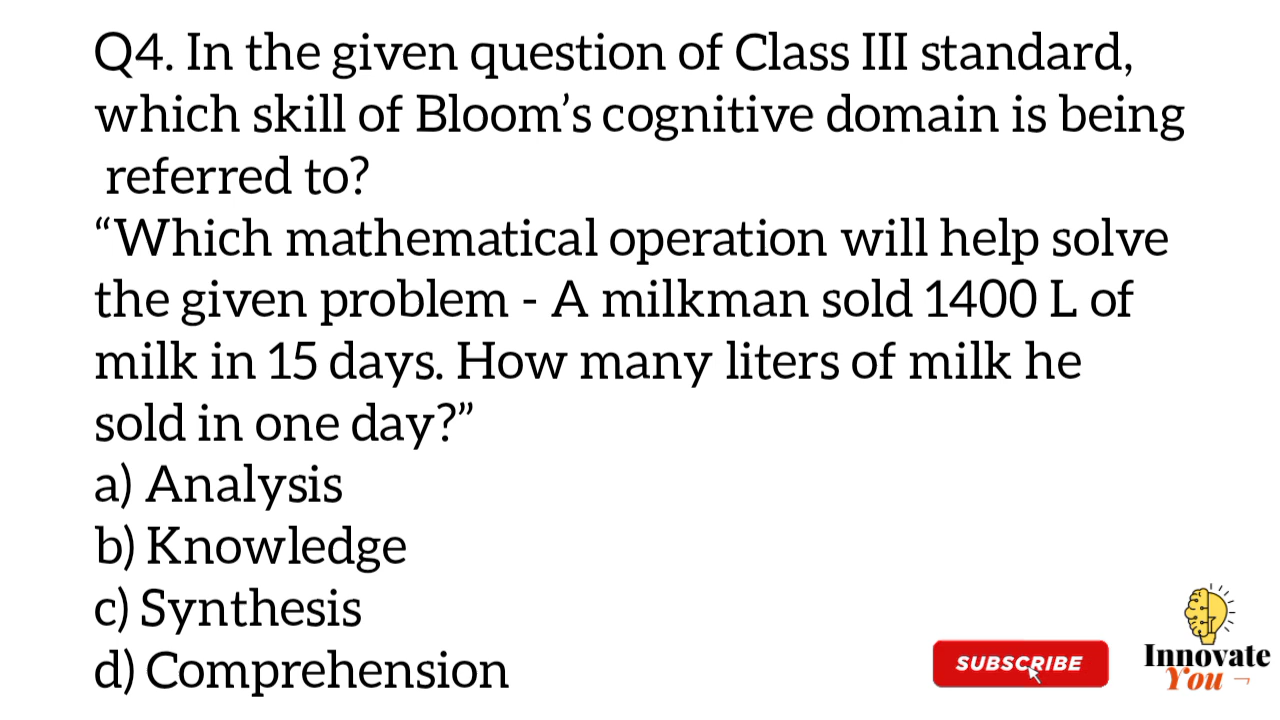 Q4. In the given question of Class III standard,
which skill of Bloom’s cognitive domain is being
referred to?
“Which mathematical operation will help solve
the given problem - A milkman sold 1400 L of
milk in 15 days. How many liters of milk he
sold in one day?”
a) Analysis
b) Knowledge
c) Synthesis
d) Comprehension
SUBSCRIBE
Innovate
You